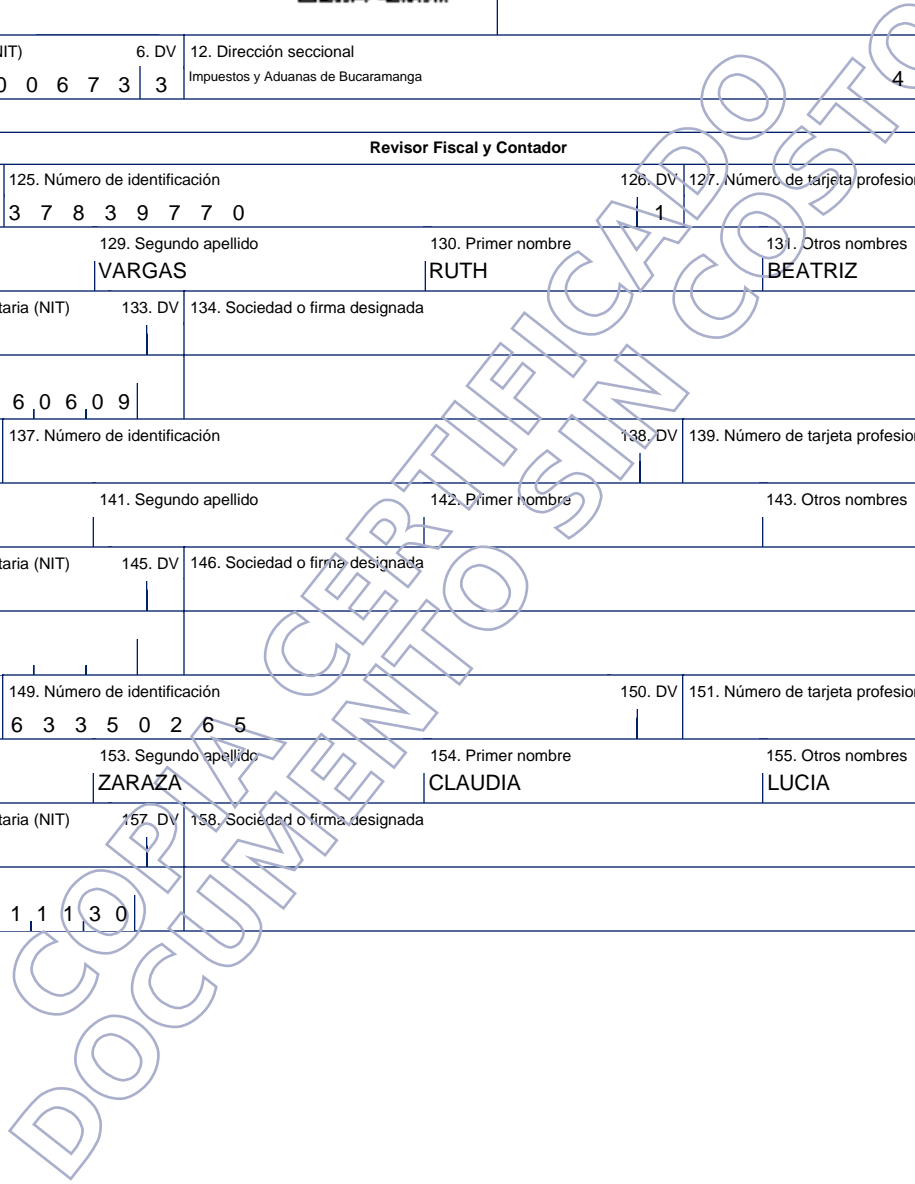 NIT) 6. DV 12. Dirección seccional
0 0 6 7 3 3 Impuestos y Aduanas de Bucaramanga 4
Revisor Fiscal y Contador
125. Número de identificación 126. DV 127. Número de tarjeta profesion
3 7 8 3 9 7 7 0 1
129. Segundo apellido 130. Primer nombre 131. Otros nombres
VARGAS RUTH BEATRIZ
taria (NIT) 133. DV 134. Sociedad o firma designada
6 0 6 0 9
137. Número de identificación 138. DV 139. Número de tarjeta profesion
141. Segundo apellido 142. Primer nombre 143. Otros nombres
taria (NIT) 145. DV 146. Sociedad o firma designada
149. Número de identificación 150. DV 151. Número de tarjeta profesion
6 3 3 5 0 2 6 5
153. Segundo apellido 154. Primer nombre 155. Otros nombres
ZARAZA CLAUDIA LUCIA
taria (NIT) 157. DV 158. Sociedad o firma designada
1 1 1 3 0
COPIA CERTIFICADO
DOCUMENTO SIN COSTO